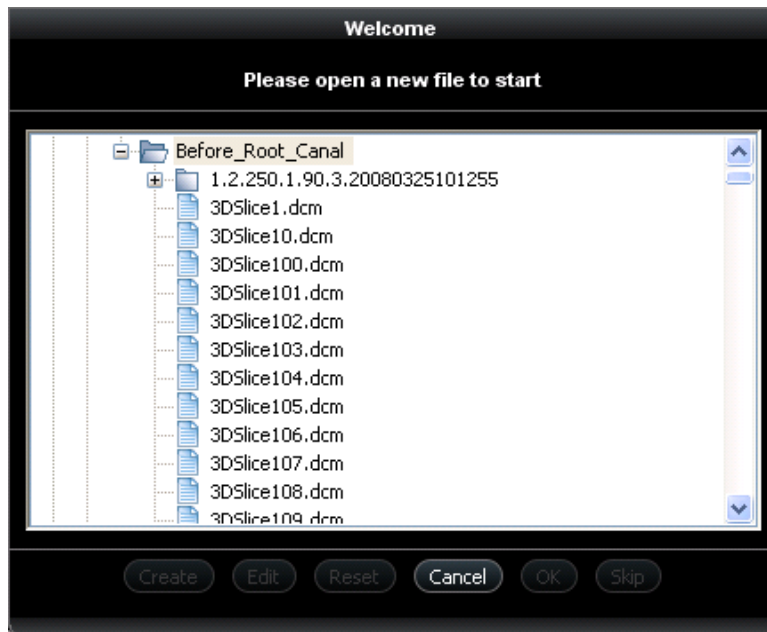 Welcome
Please open a new file to start
Before_Root_Canal
1.2.250.1.90.3.20080325101255
3DSlice1.dcm
3DSlice10.dcm
3DSlice100.dcm
3DSlice101.dcm
3DSlice102.dcm
3DSlice103.dcm
3DSlice104.dcm
3DSlice105.dcm
3DSlice106.dcm
3DSlice107.dcm
3DSlice108.dcm
3DSlice109.dcm
Create Edit Reset Cancel OK Skip